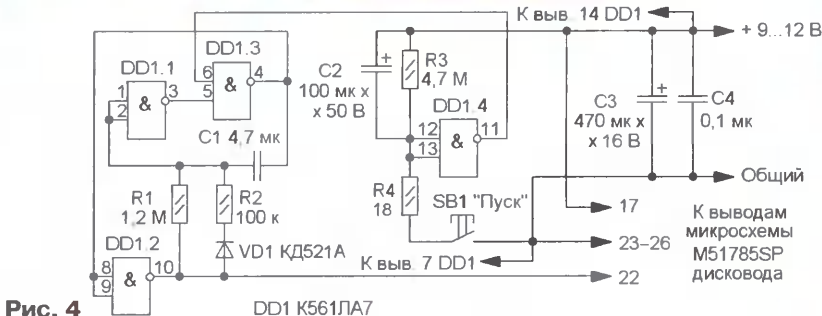 К выв. 14 DD1
+ 9...12 В
DD1.3
DD1.1
6
5
4
&
1
2
3
&
C1 4,7 мк
C2
100 мк х
х 50 В
R3
4,7 М
DD1.4
12
13
11
&
C3
470 мк х
х 16 В
C4
0,1 мк
R1
1,2 М
R2
100 к
R4
18
SB1 "Пуск"
Общий
17
23–26
22
К выводам
микросхемы
M51785SP
дисковода
DD1.2
8
9
10
&
VD1 КД521А
К выв. 7 DD1
Рис. 4
DD1 К561ЛА7